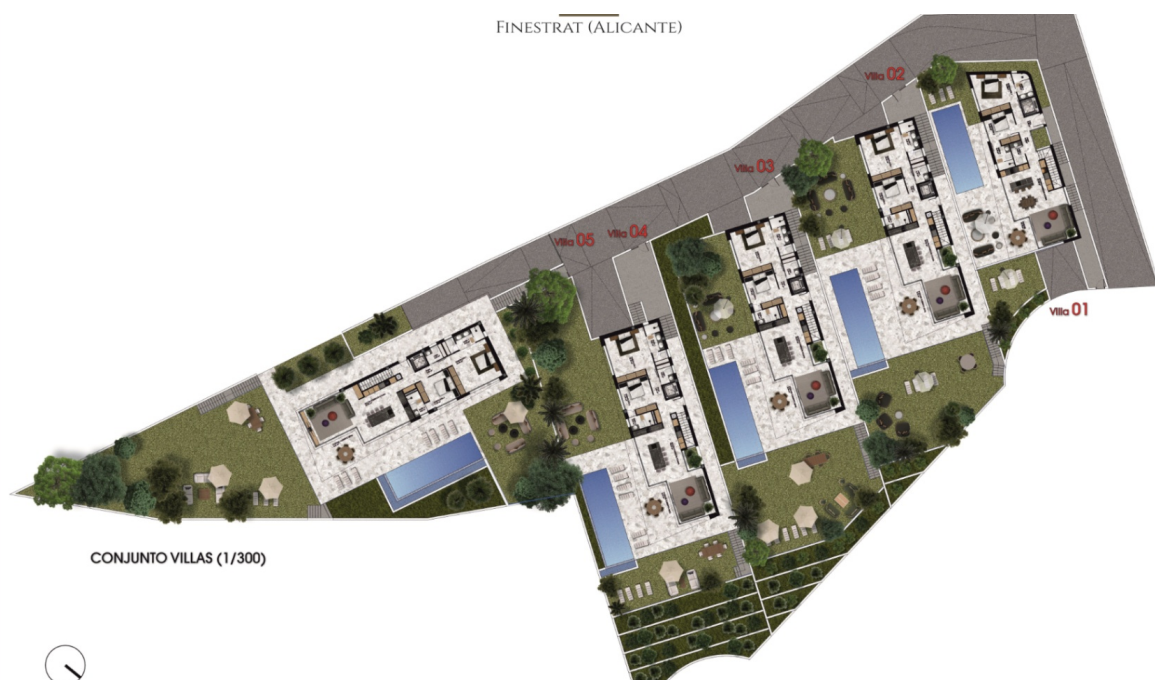 Finestrat (Alicante)
Villa 02
Villa 03
Villa 05
Villa 04
Villa 01
CONJUNTO VILLAS (1/300)